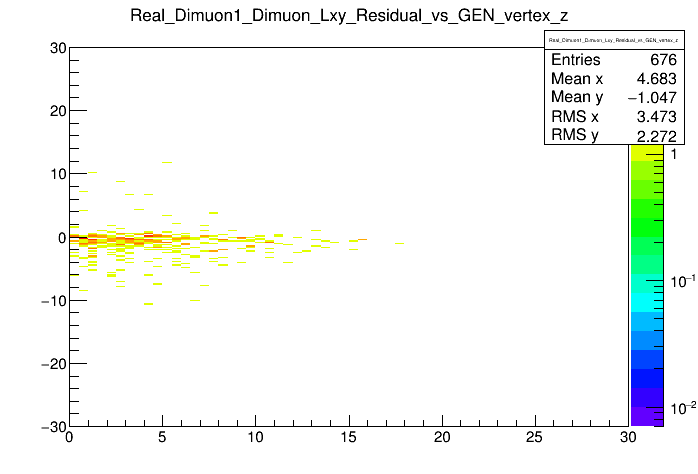 Real_Dimuon1_Dimuon_Lxy_Residual_vs_GEN_vertex_z
Real_Dimuon1_Dimuon_Lxy_Residual_vs_GEN_vertex_z
Entries 676
Mean x 4.683
Mean y −1.047
RMS x 3.473
RMS y 2.272
30
20
10
0
−10
−20
−30
0 5 10 15 20 25 30
1
10⁻¹
10⁻²